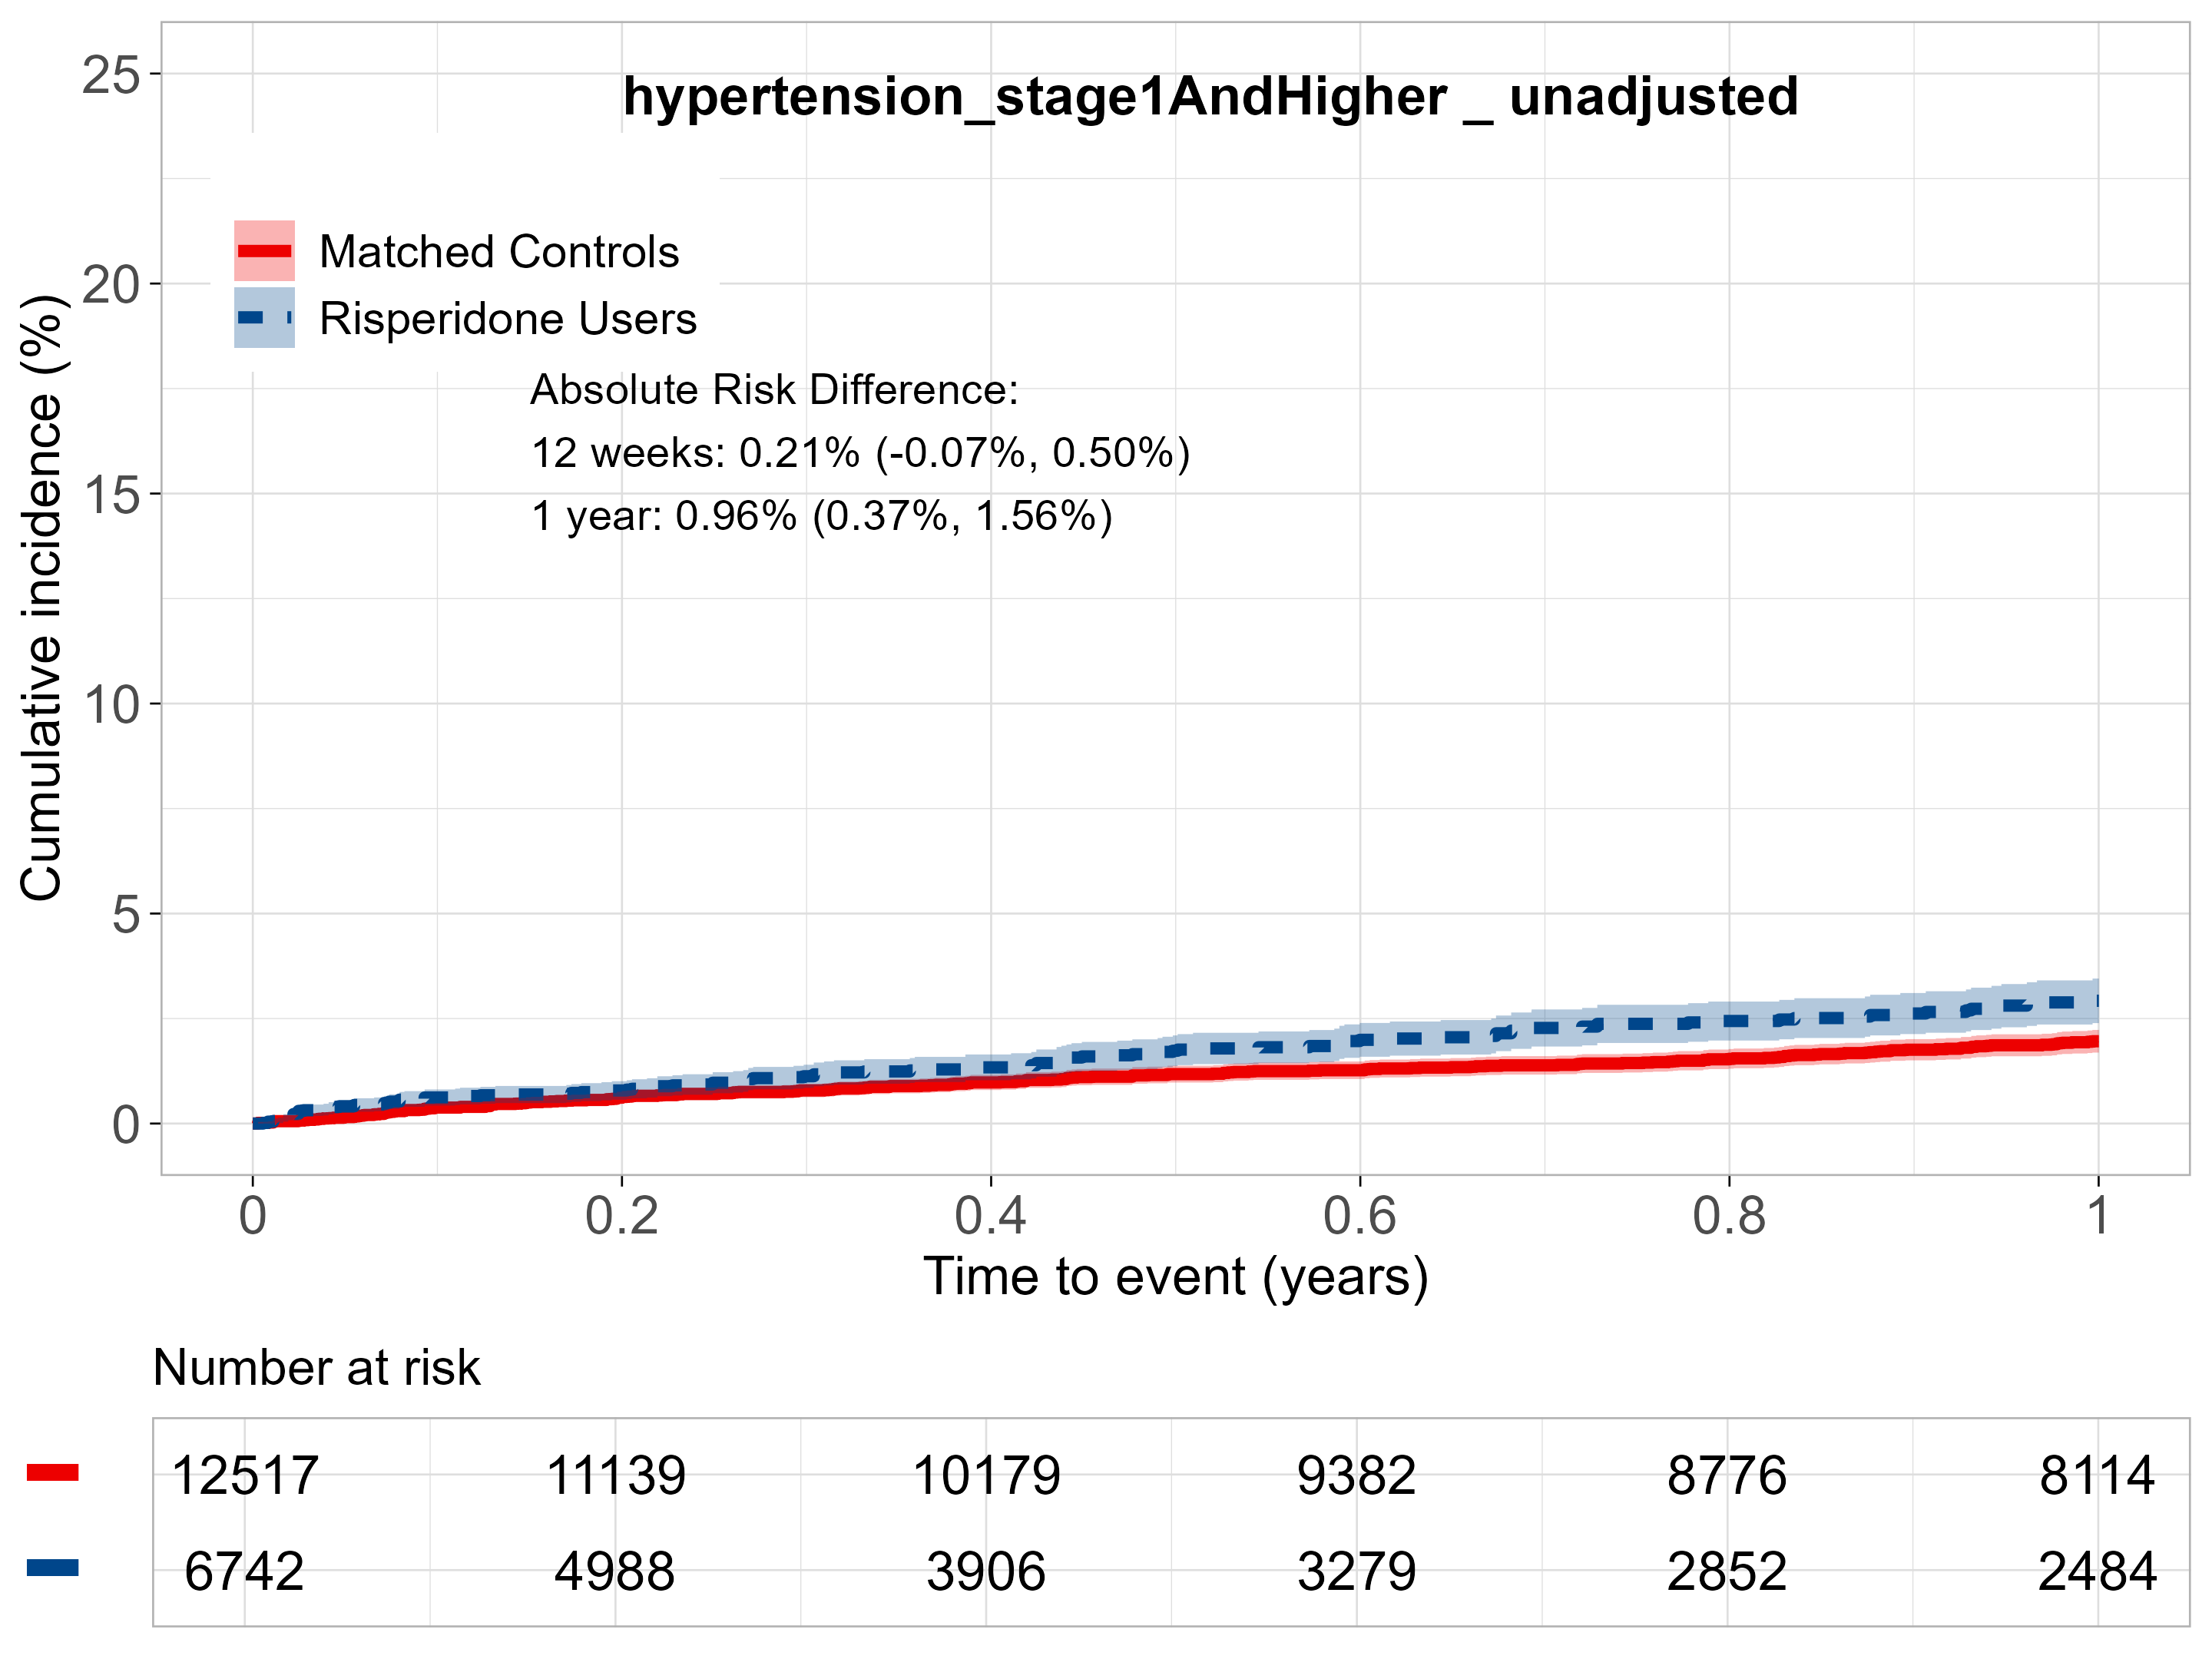 hypertension_stage1AndHigher _ unadjusted
Matched Controls
Risperidone Users
Absolute Risk Difference:
12 weeks: 0.21% (-0.07%, 0.50%)
1 year: 0.96% (0.37%, 1.56%)
Cumulative incidence (%)
25
20
15
10
5
0
0 0.2 0.4 0.6 0.8 1
Time to event (years)
Number at risk
12517 11139 10179 9382 8776 8114
6742 4988 3906 3279 2852 2484